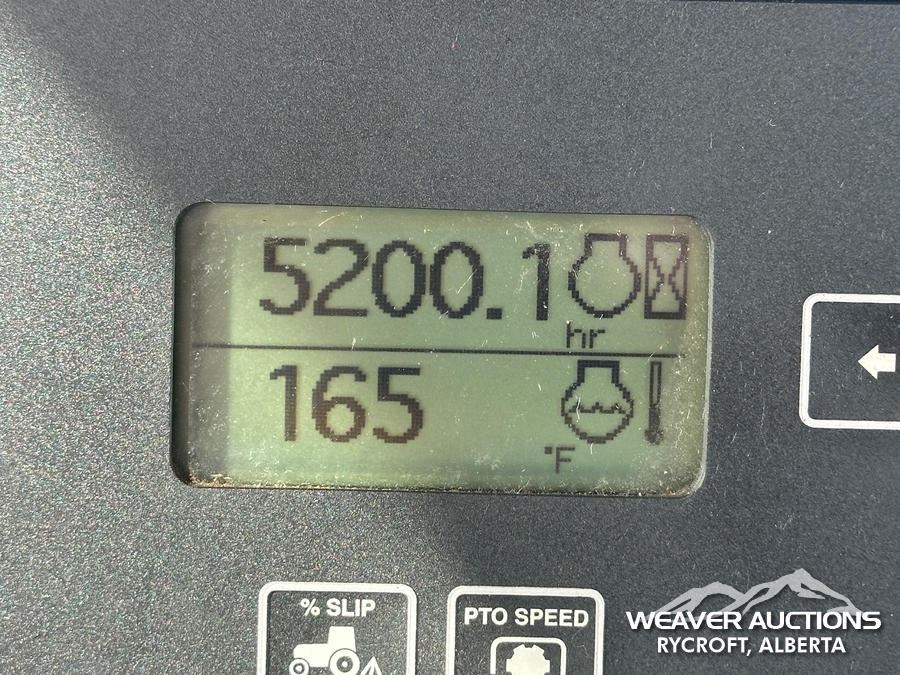 5200.1
hr
165
°F
% SLIP
PTO SPEED
WEAVER AUCTIONS
RYCROFT, ALBERTA